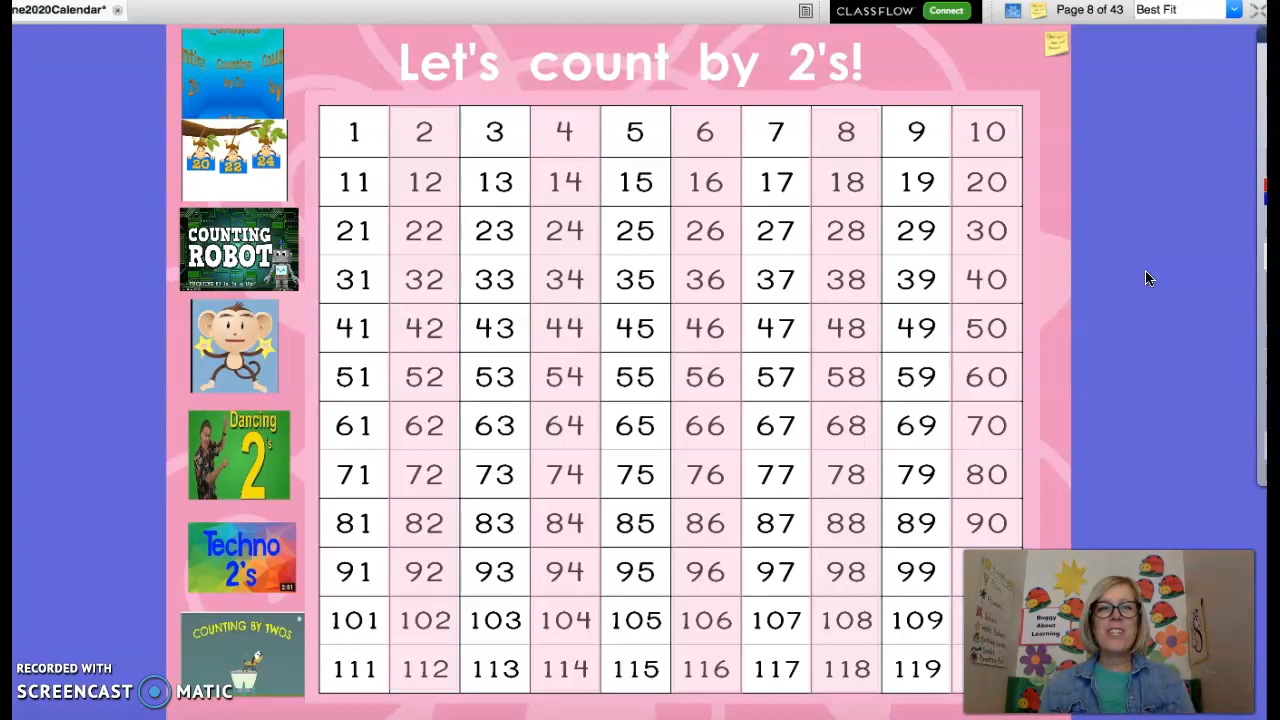 ne2020Calendar*
CLASSFLOW Connect Page 8 of 43 Best Fit
Let's count by 2's!
Counting
by 2s
20 22 24
COUNTING
ROBOT
Dancing
2's
Techno
2's
2:51
COUNTING BY TWOS
1 2 3 4 5 6 7 8 9 10
11 12 13 14 15 16 17 18 19 20
21 22 23 24 25 26 27 28 29 30
31 32 33 34 35 36 37 38 39 40
41 42 43 44 45 46 47 48 49 50
51 52 53 54 55 56 57 58 59 60
61 62 63 64 65 66 67 68 69 70
71 72 73 74 75 76 77 78 79 80
81 82 83 84 85 86 87 88 89 90
91 92 93 94 95 96 97 98 99
101 102 103 104 105 106 107 108 109
111 112 113 114 115 116 117 118 119
Buggy
About
Learning
RECORDED WITH
SCREENCAST MATIC